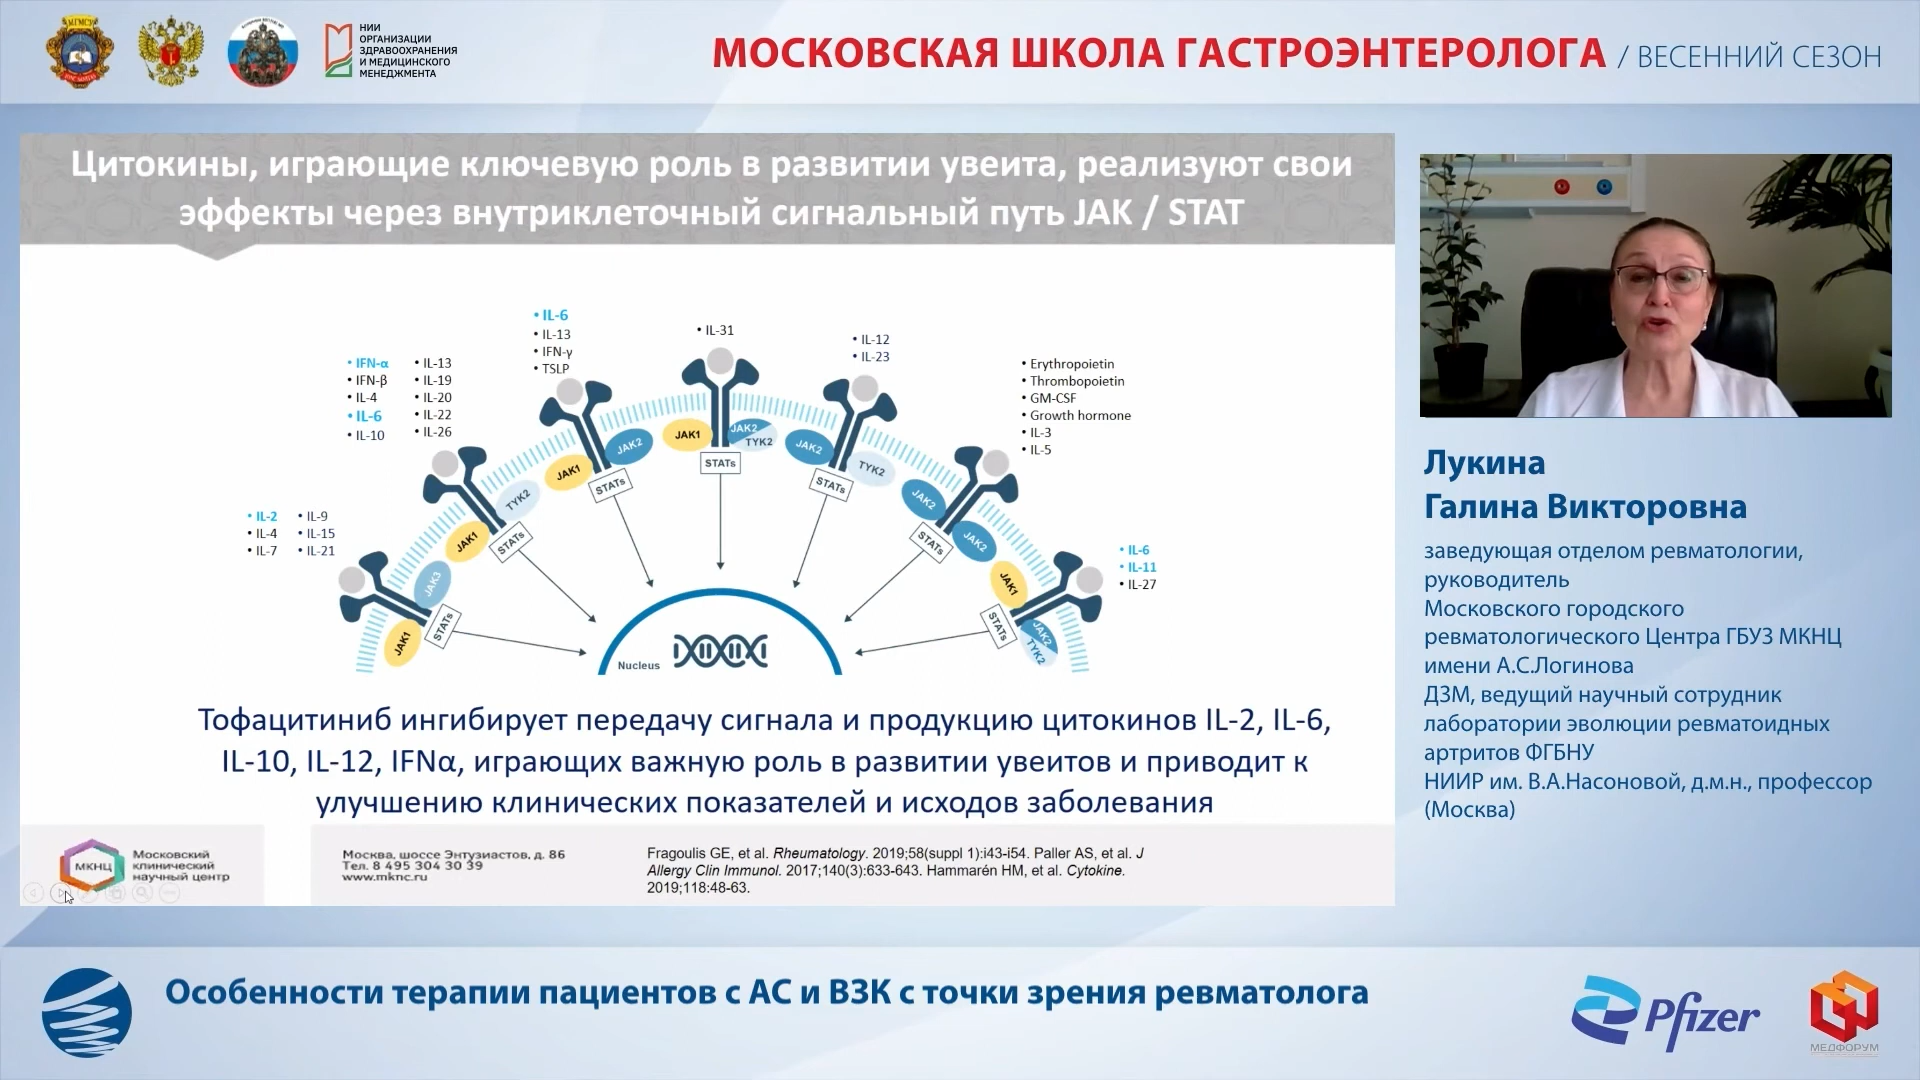 НИИ
ОРГАНИЗАЦИИ
ЗДРАВООХРАНЕНИЯ
И МЕДИЦИНСКОГО
МЕНЕДЖМЕНТА
МОСКОВСКАЯ ШКОЛА ГАСТРОЭНТЕРОЛОГА / ВЕСЕННИЙ СЕЗОН
Цитокины, играющие ключевую роль в развитии увеита, реализуют свои
эффекты через внутриклеточный сигнальный путь JAK / STAT
• IL-2
• IL-4
• IL-7
• IL-9
• IL-15
• IL-21
• IFN-α
• IFN-β
• IL-4
• IL-6
• IL-10
• IL-13
• IL-19
• IL-20
• IL-22
• IL-26
• IL-6
• IL-13
• IFN-γ
• TSLP
• IL-31
• IL-12
• IL-23
• Erythropoietin
• Thrombopoietin
• GM-CSF
• Growth hormone
• IL-3
• IL-5
• IL-6
• IL-11
• IL-27
JAK1
JAK3
STATs
JAK1
TYK2
STATs
JAK1
JAK2
STATs
JAK1
JAK2
TYK2
STATs
JAK2
TYK2
STATs
JAK2
JAK2
STATs
JAK1
JAK2
TYK2
STATs
Nucleus
Тофацитиниб ингибирует передачу сигнала и продукцию цитокинов IL-2, IL-6,
IL-10, IL-12, IFNα, играющих важную роль в развитии увеитов и приводит к
улучшению клинических показателей и исходов заболевания
МКНЦ
Московский
клинический
научный центр
Москва, шоссе Энтузиастов, д. 86
Тел. 8 495 304 30 39
www.mknc.ru
Fragoulis GE, et al. Rheumatology. 2019;58(suppl 1):i43-i54. Paller AS, et al. J
Allergy Clin Immunol. 2017;140(3):633-643. Hammarén HM, et al. Cytokine.
2019;118:48-63.
Лукина
Галина Викторовна
заведующая отделом ревматологии,
руководитель
Московского городского
ревматологического Центра ГБУЗ МКНЦ
имени А.С.Логинова
ДЗМ, ведущий научный сотрудник
лаборатории эволюции ревматоидных
артритов ФГБНУ
НИИР им. В.А.Насоновой, д.м.н., профессор
(Москва)
Особенности терапии пациентов с АС и ВЗК с точки зрения ревматолога
Pfizer
МЕДФОРУМ